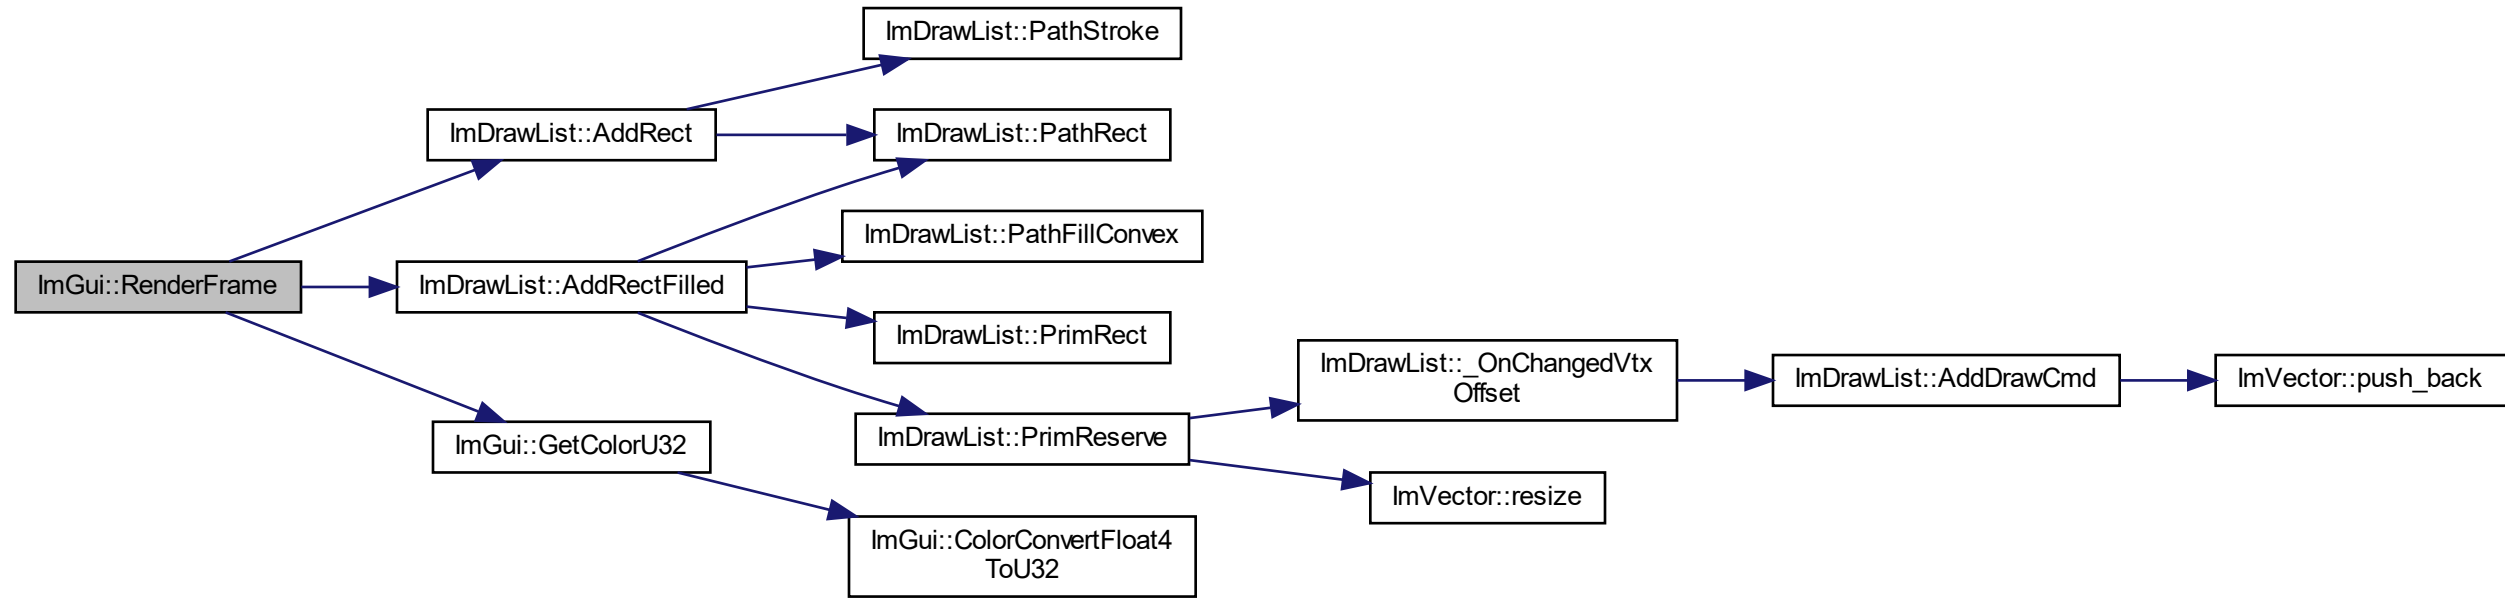 ImGui::RenderFrame
ImDrawList::AddRect
ImDrawList::PathStroke
ImDrawList::PathRect
ImDrawList::AddRectFilled
ImDrawList::PathFillConvex
ImDrawList::PrimRect
ImDrawList::PrimReserve
ImDrawList::_OnChangedVtx
Offset
ImDrawList::AddDrawCmd
ImVector::push_back
ImVector::resize
ImGui::GetColorU32
ImGui::ColorConvertFloat4
ToU32